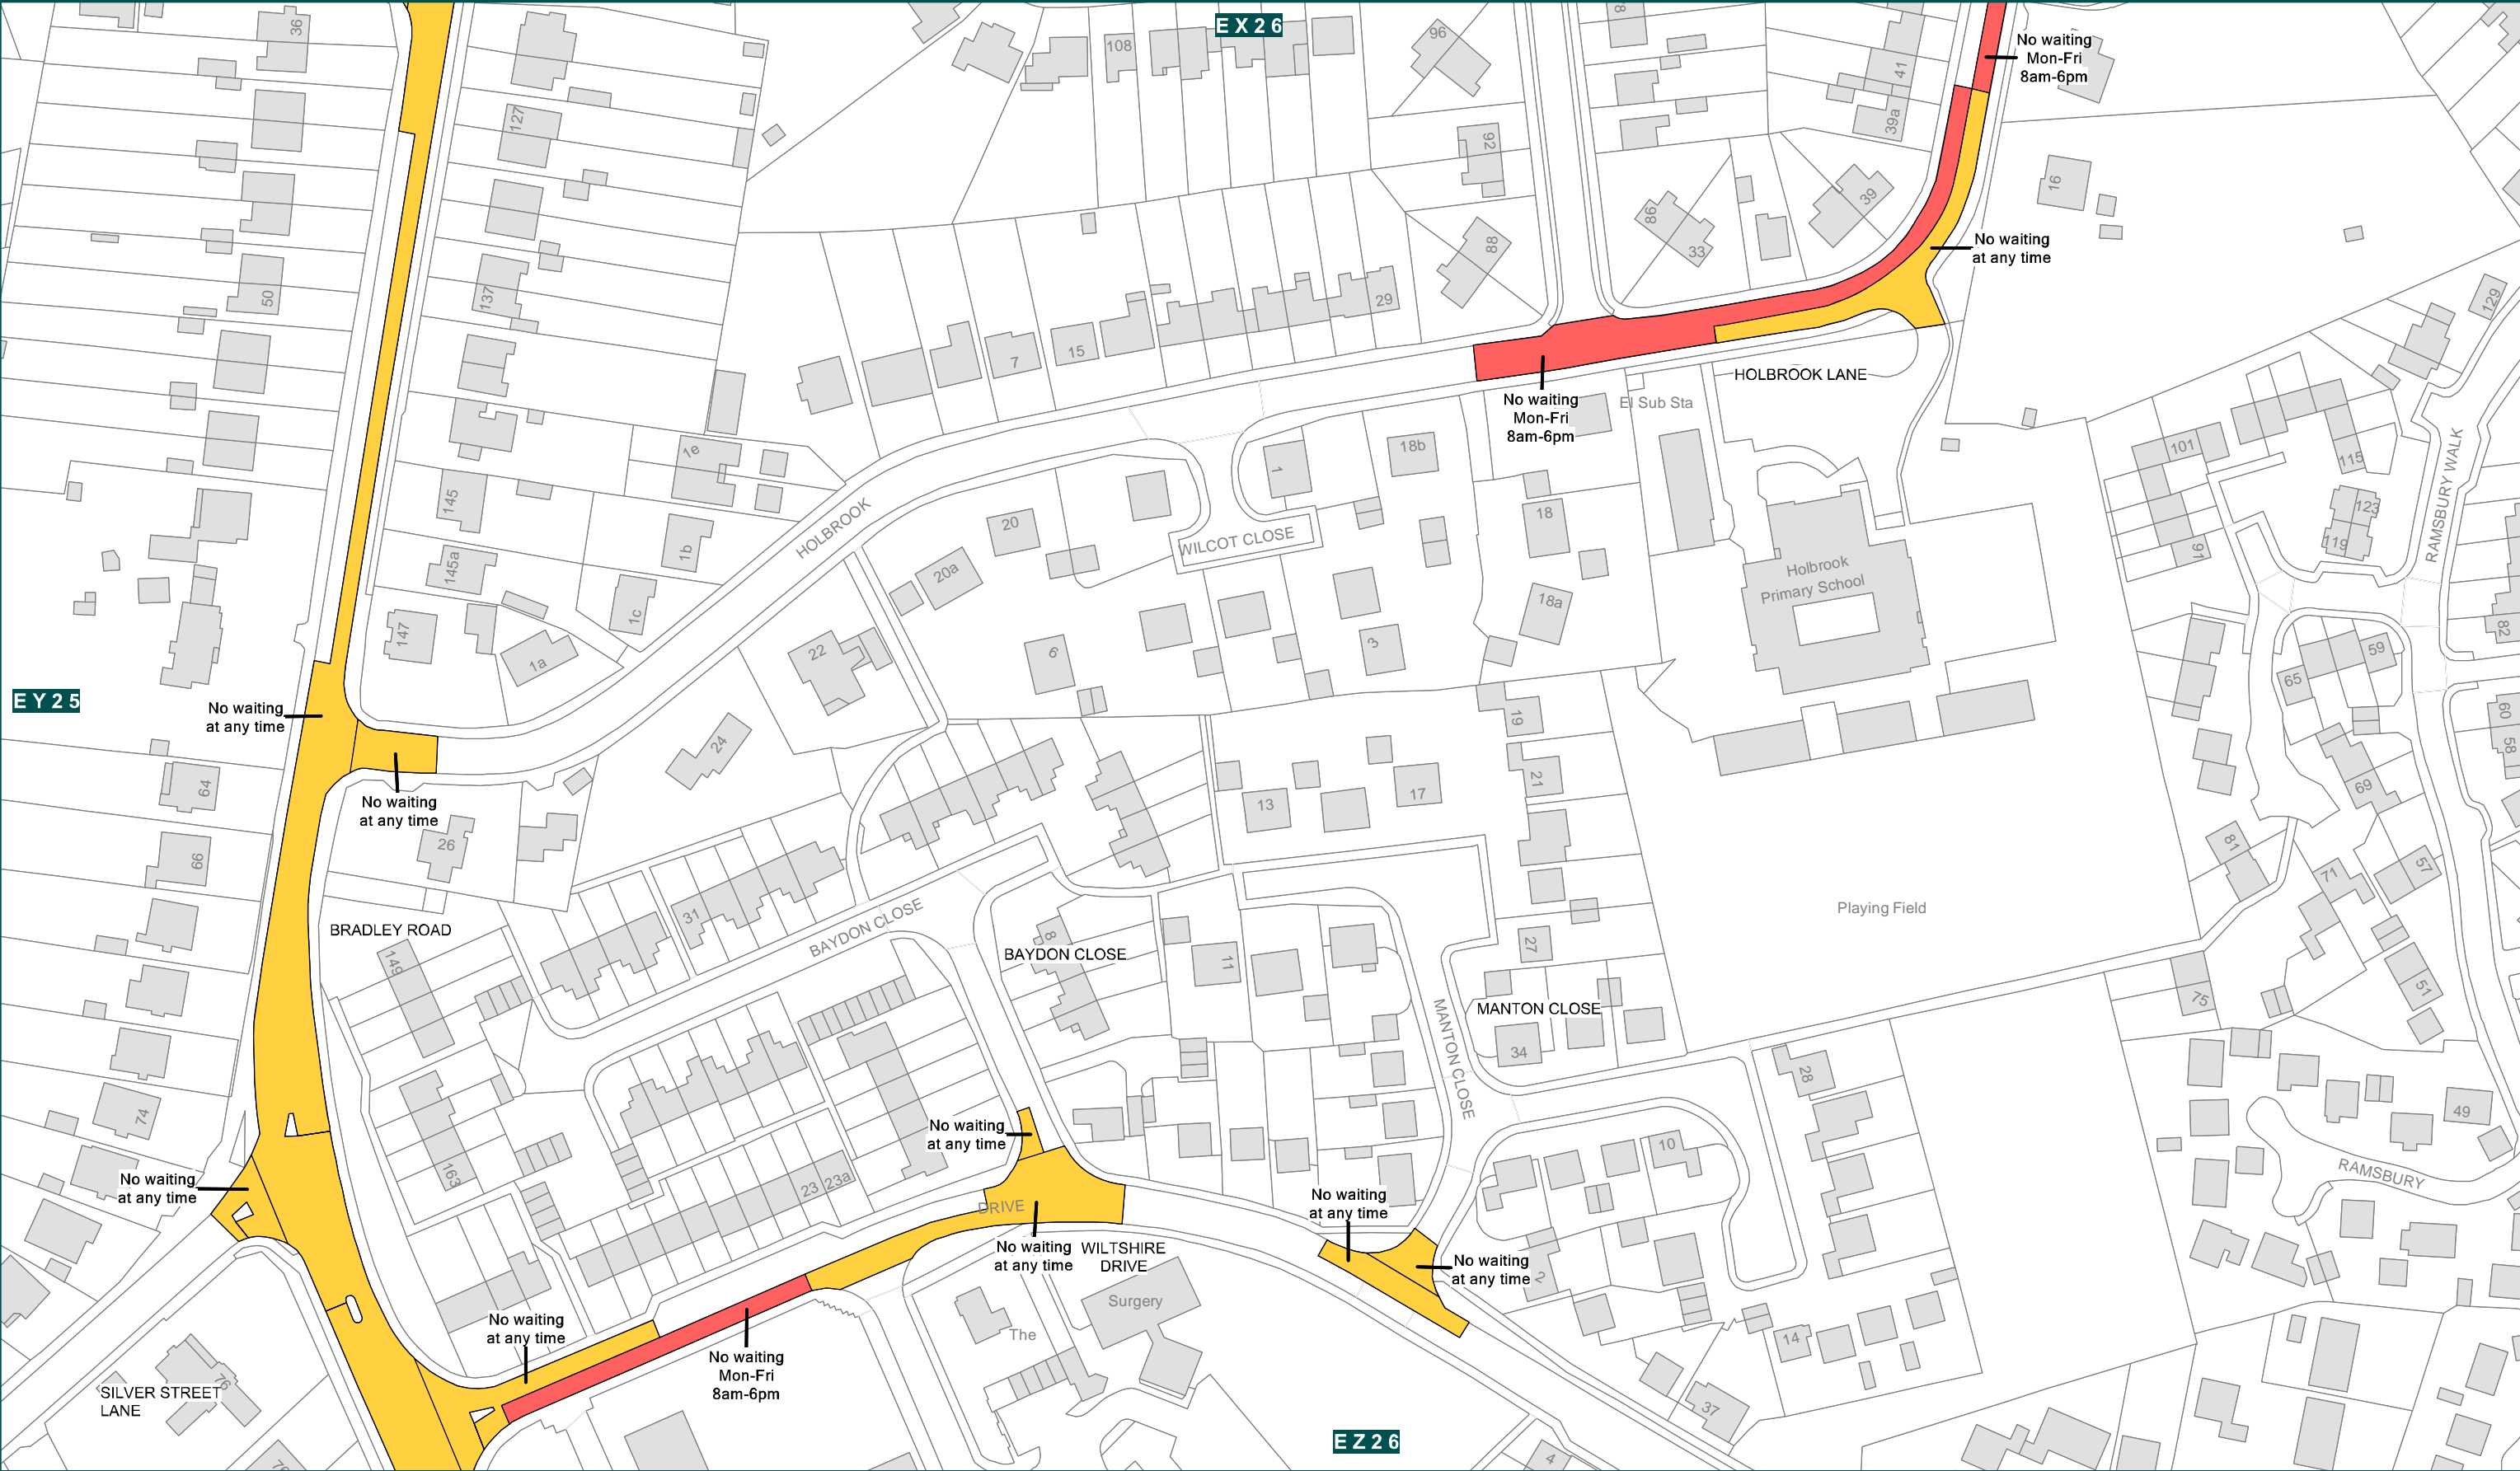 EX26
36
108
96
8
41
No waiting
Mon-Fri
8am-6pm
127
92
39a
16
39
86
33
88
No waiting
at any time
50
137
29
15
7
129
HOLBROOK LANE
No waiting
Mon-Fri
8am-6pm
El Sub Sta
1e
18b
1
101
115
RAMSBURY WALK
145
HOLBROOK
20
WILCOT CLOSE
18
123
119
91
145a
1b
20a
Holbrook
Primary School
18a
147
1c
1a
22
6
3
82
59
65
EY25
No waiting
at any time
24
19
60
58
64
No waiting
at any time
13
17
21
69
26
66
81
57
71
31
BAYDON CLOSE
Playing Field
BRADLEY ROAD
149
8
BAYDON CLOSE
11
27
51
75
MANTON CLOSE
MANTON CLOSE
34
28
74
49
No waiting
at any time
10
163
RAMSBURY
No waiting
at any time
23
23a
DRIVE
No waiting
at any time
No waiting
at any time
WILTSHIRE
DRIVE
No waiting
at any time
2
Surgery
The
No waiting
at any time
14
No waiting
Mon-Fri
8am-6pm
76
SILVER STREET
LANE
37
EZ26
4